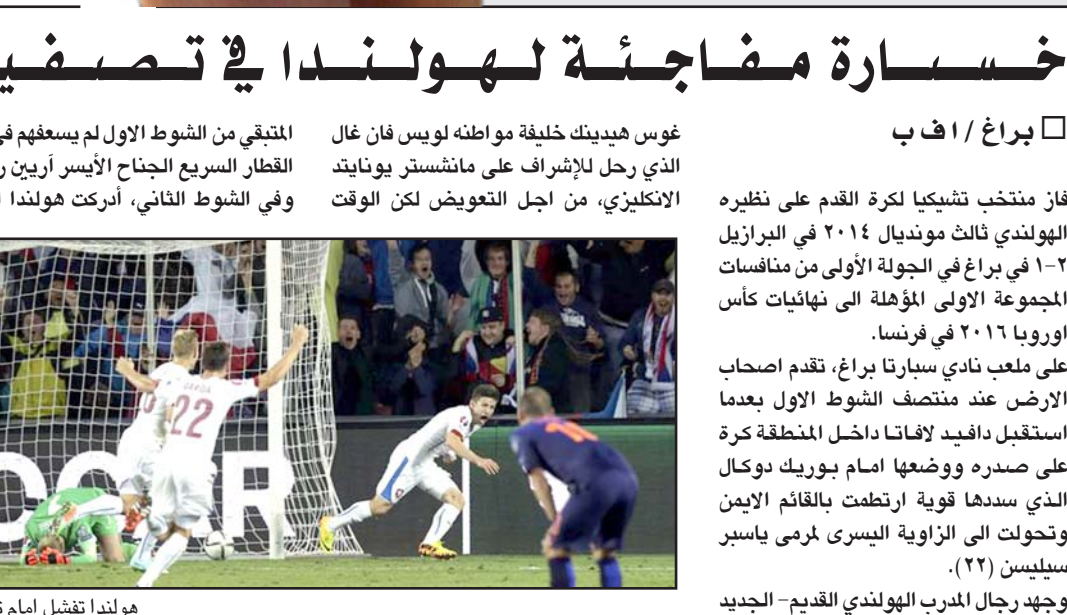 خسارة مفاجئة لهولندا في
□ براغ / اف ب
فاز منتخب تشيكيا لكرة القدم على نظيره
الهولندي ثالث مونديال ٢٠١٤ في البرازيل
٢-١ في براغ في الجولة الأولى من منافسات
المجموعة الاولى المؤهلة الى نهائيات كأس
اوروبا ٢٠١٦ في فرنسا.
على ملعب نادي سبارتا براغ، تقدم اصحاب
الارض عند منتصف الشوط الاول بعدما
استقبل دافيد لافاتا داخل المنطقة كرة
على صدره ووضعها امام بوريك دوكال
الذي سددها قوية ارتطمت بالقائم الايمن
وتحولت الى الزاوية اليسرى لمرمى ياسبر
سيليسن (٢٢).
وجهد رجال المدرب الهولندي القديم- الجديد
غوس هيدينك خليفة مواطنه لويس فان غال
الذي رحل للإشراف على مانشستر يونايتد
الانكليزي، من اجل التعويض لكن الوقت
المتبقي من الشوط الاول لم يسعفهم في
القطار السريع الجناح الأيسر آريين
وفي الشوط الثاني، أدركت هولندا
22
هولندا تفشل امام